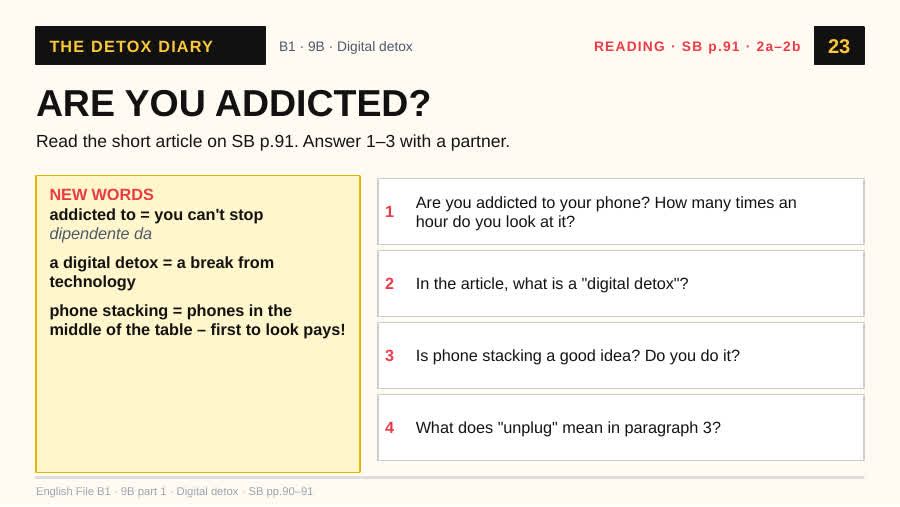 THE DETOX DIARY
B1 · 9B · Digital detox
READING · SB p.91 · 2a–2b
23
ARE YOU ADDICTED?
Read the short article on SB p.91. Answer 1–3 with a partner.
NEW WORDS
addicted to = you can't stop
dipendente da
a digital detox = a break from
technology
phone stacking = phones in the
middle of the table – first to look pays!
1 Are you addicted to your phone? How many times an
hour do you look at it?
2 In the article, what is a "digital detox"?
3 Is phone stacking a good idea? Do you do it?
4 What does "unplug" mean in paragraph 3?
English File B1 · 9B part 1 · Digital detox · SB pp.90–91